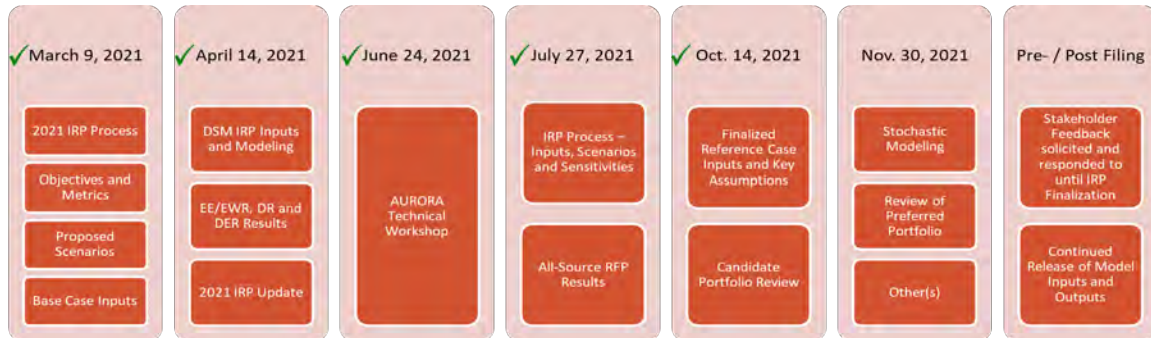 March 9, 2021
2021 IRP Process
Objectives and
Metrics
Proposed
Scenarios
Base Case Inputs
April 14, 2021
DSM IRP Inputs
and Modeling
EE/EWR, DR and
DER Results
2021 IRP Update
June 24, 2021
AURORA
Technical
Workshop
July 27, 2021
IRP Process –
Inputs, Scenarios
and Sensitivities
All-Source RFP
Results
Oct. 14, 2021
Finalized
Reference Case
Inputs and Key
Assumptions
Candidate
Portfolio Review
Nov. 30, 2021
Stochastic
Modeling
Review of
Preferred
Portfolio
Other(s)
Pre- / Post Filing
Stakeholder
Feedback
solicited and
responded to
until IRP
Finalization
Continued
Release of Model
Inputs and
Outputs